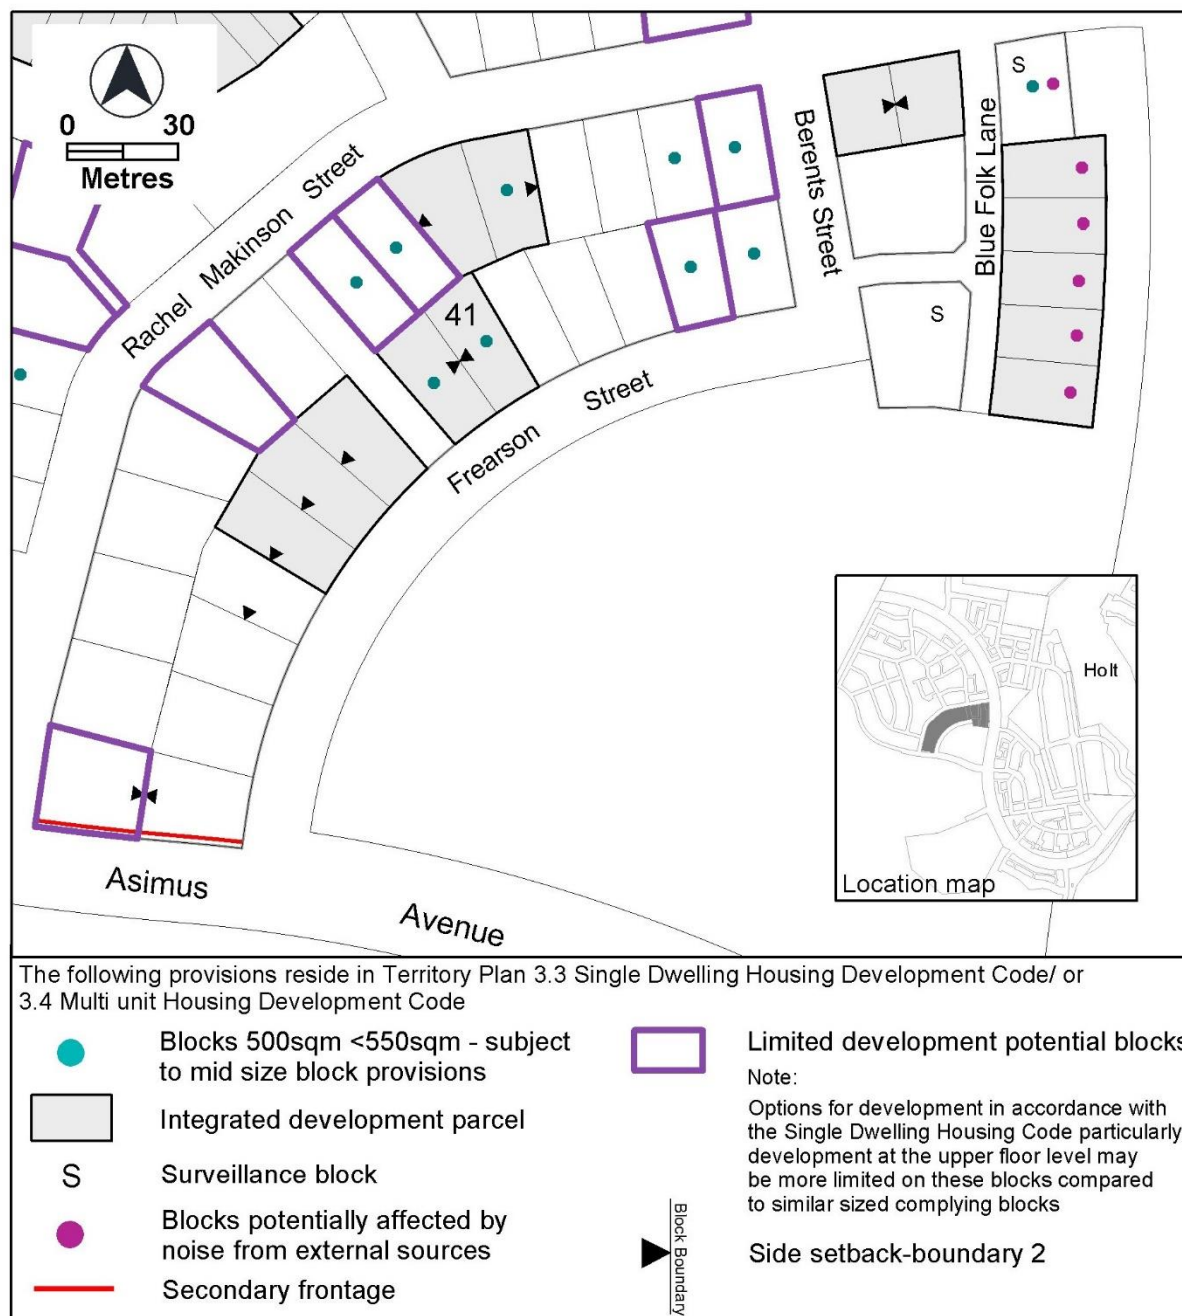 0 30
Metres
Rachel Makinson Street
41
Frearson Street
Berents Street
Blue Folk Lane
S
S
Asimus Avenue
Holt
Location map
The following provisions reside in Territory Plan 3.3 Single Dwelling Housing Development Code/ or
3.4 Multi unit Housing Development Code
Blocks 500sqm <550sqm - subject
to mid size block provisions
Integrated development parcel
S
Surveillance block
Blocks potentially affected by
noise from external sources
Secondary frontage
Limited development potential blocks
Note:
Options for development in accordance with
the Single Dwelling Housing Code particularly
development at the upper floor level may
be more limited on these blocks compared
to similar sized complying blocks
Block Boundary
Side setback-boundary 2